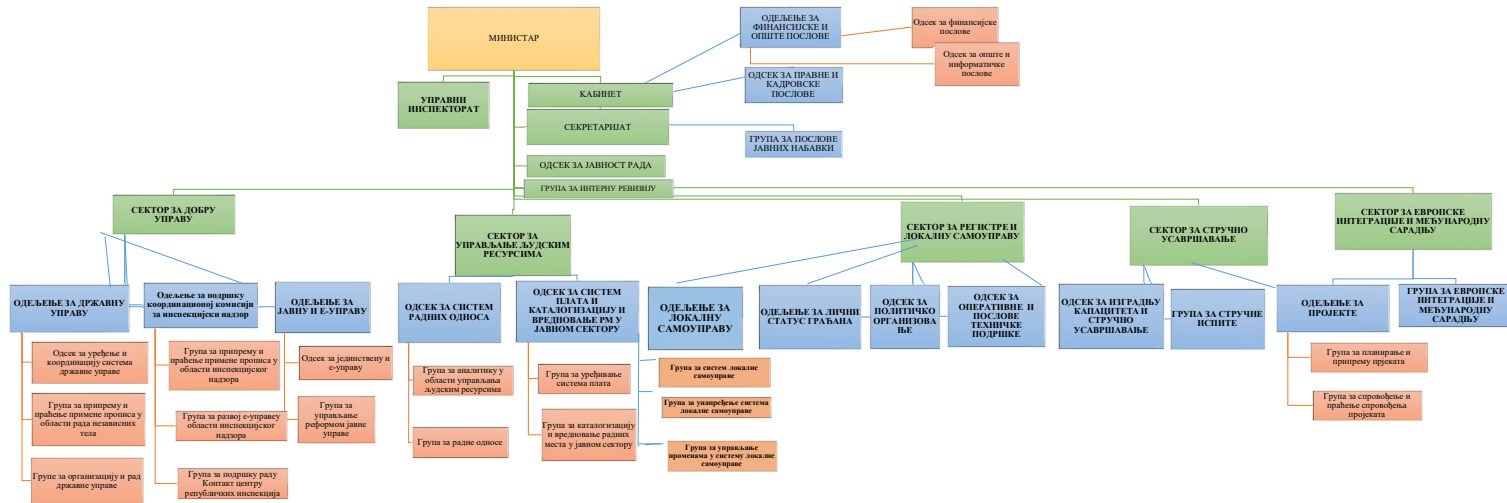 МИНИСТАР
ОДЕЉЕЊЕ ЗА
ФИНАНСИЈСКЕ И
ОПШТЕ ПОСЛОВЕ
Одсек за финансијске
послове
Одсек за опште и
информатичке
послове
ОДСЕК ЗА ПРАВНЕ И
КАДРОВСКЕ
ПОСЛОВЕ
УПРАВНИ
ИНСПЕКТОРАТ
КАБИНЕТ
СЕКРЕТАРИЈАТ
ГРУПА ЗА ПОСЛОВЕ
ЈАВНИХ НАБАВКИ
ОДСЕК ЗА ЈАВНОСТ РАДА
ГРУПА ЗА ИНТЕРНУ РЕВИЗИЈУ
СЕКТОР ЗА ДОБРУ
УПРАВУ
СЕКТОР ЗА
УПРАВЉАЊЕ ЉУДСКИМ
РЕСУРСИМА
СЕКТОР ЗА РЕГИСТРЕ И
ЛОКАЛНУ САМОУПРАВУ
СЕКТОР ЗА СТРУЧНО
УСАВРШАВАЊЕ
СЕКТОР ЗА ЕВРОПСКЕ
ИНТЕГРАЦИЈЕ И МЕЂУНАРОДНУ
САРАДЊУ
ОДЕЉЕЊЕ ЗА ДРЖАВНУ
УПРАВУ
Одељење за подршку
координационој комисији
за инспекцијски надзор
ОДЕЉЕЊЕ ЗА
ЈАВНУ И Е-УПРАВУ
ОДСЕК ЗА СИСТЕМ
РАДНИХ ОДНОСА
ОДСЕК ЗА СИСТЕМ
ПЛАТА И
КАТАЛОГИЗАЦИЈУ И
ВРЕДНОВАЊЕ РМ У
ЈАВНОМ СЕКТОРУ
ОДЕЉЕЊЕ ЗА
ЛОКАЛНУ
САМОУПРАВУ
ОДЕЉЕЊЕ ЗА ЛИЧНИ
СТАТУС ГРАЂАНА
ОДСЕК ЗА
ПОЛИТИЧКО
ОРГАНИЗОВА
ЊЕ
ОДСЕК ЗА
ОПЕРАТИВНЕ И
ПОСЛОВЕ
ТЕХНИЧКЕ
ПОДРШКЕ
ОДСЕК ЗА ИЗГРАДЊУ
КАПАЦИТЕТА И
СТРУЧНО
УСАВРШАВАЊЕ
ГРУПА ЗА СТРУЧНЕ
ИСПИТЕ
ОДЕЉЕЊЕ ЗА
ПРОЈЕКТЕ
ГРУПА ЗА ЕВРОПСКЕ
ИНТЕГРАЦИЈЕ И
МЕЂУНАРОДНУ
САРАДЊУ
Одсек за уређење и
координацију система
државне управе
Група за припрему и
праћење примене прописа у
области инспекцијског
надзора
Одсек за јединствену и
е-управу
Група за аналитику у
области управљања
људским ресурсима
Група за уређивање
система плата
Група за систем локалне
самоуправе
Група за планирање и
припрему прјеката
Група за припрему и
праћење примене прописа у
области рада независних
тела
Група за развој е-управеу
области инспекцијског
надзора
Група за
управљање
реформом јавне
управе
Група за радне односе
Група за каталогизацију
и вредновање радних
места у јавном сектору
Група за унапређење система
локалне самоуправе
Група за спровођење и
праћење спровођења
пројеката
Групе за организацију и рад
државне управе
Група за подршку раду
Контакт центру
републичких инспекција
Група за управљање
променама у систему локалне
самоуправе